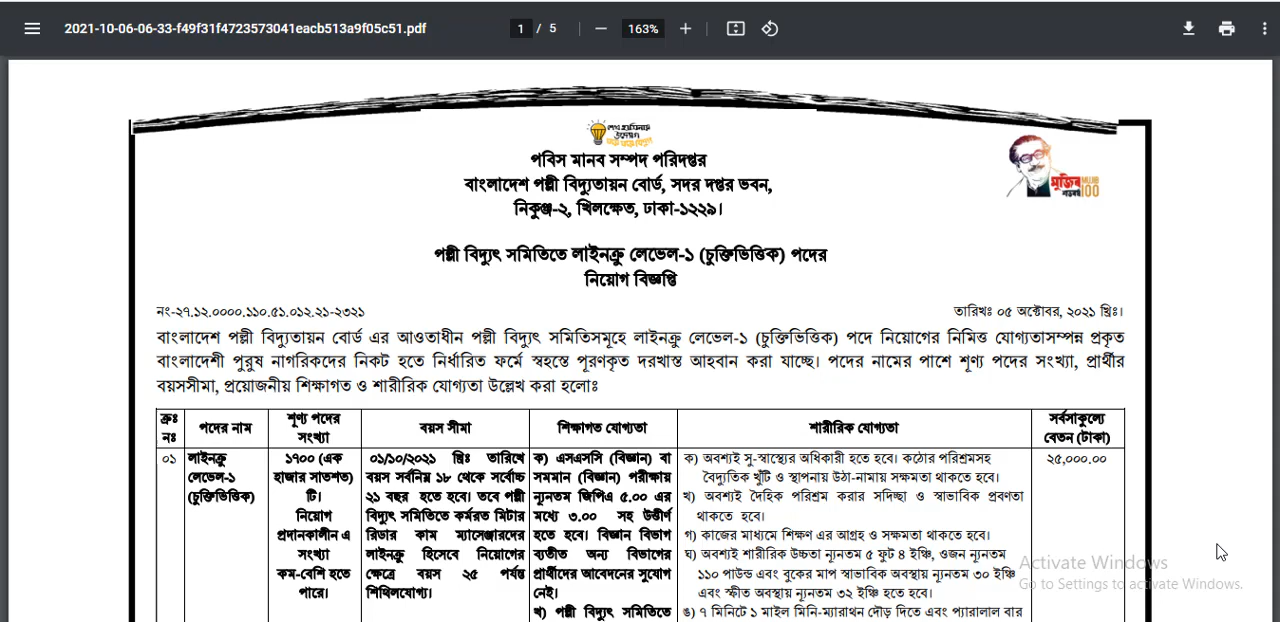 2021-10-06-06-33-f49f31f4723573041eacb513a9f05c51.pdf
1 / 5
163%
পবিস মানব সম্পদ পরিদপ্তর
বাংলাদেশ পল্লী বিদ্যুতায়ন বোর্ড, সদর দপ্তর ভবন,
নিকুঞ্জ-২, খিলক্ষেত, ঢাকা-১২২৯।
মুজিব
MUJIB
100
পল্লী বিদ্যুৎ সমিতিতে লাইনক্রু লেভেল-১ (চুক্তিভিত্তিক) পদের
নিয়োগ বিজ্ঞপ্তি
নং-২৭.১২.০০০০.১১০.৫১.০১২.২১-২৩২১
তারিখঃ ০৫ অক্টোবর, ২০২১ খ্রিঃ।
বাংলাদেশ পল্লী বিদ্যুতায়ন বোর্ড এর আওতাধীন পল্লী বিদ্যুৎ সমিতিসমূহে লাইনক্রু লেভেল-১ (চুক্তিভিত্তিক) পদে নিয়োগের নিমিত্ত যোগ্যতাসম্পন্ন প্রকৃত
বাংলাদেশী পুরুষ নাগরিকদের নিকট হতে নির্ধারিত ফর্মে স্বহস্তে পূরণকৃত দরখাস্ত আহবান করা যাচ্ছে। পদের নামের পাশে শূণ্য পদের সংখ্যা, প্রার্থীর
বয়সসীমা, প্রয়োজনীয় শিক্ষাগত ও শারীরিক যোগ্যতা উল্লেখ করা হলোঃ
ক্রঃ
নঃ
পদের নাম
শূণ্য পদের
সংখ্যা
বয়স সীমা
শিক্ষাগত যোগ্যতা
শারীরিক যোগ্যতা
সর্বসাকুল্যে
বেতন (টাকা)
০১
লাইনক্রু
লেভেল-১
(চুক্তিভিত্তিক)
১৭০০ (এক
হাজার সাতশত)
টি।
নিয়োগ
প্রদানকালীন এ
সংখ্যা
কম-বেশি হতে
পারে।
০১/১০/২০২১ খ্রিঃ তারিখে
বয়স সর্বনিম্ন ১৮ থেকে সর্বোচ্চ
২১ বছর হতে হবে। তবে পল্লী
বিদ্যুৎ সমিতিতে কর্মরত মিটার
রিডার কাম ম্যাসেঞ্জারদের
লাইনক্রু হিসেবে নিয়োগের
ক্ষেত্রে বয়স ২৫ পর্যন্ত
শিথিলযোগ্য।
ক) এসএসসি (বিজ্ঞান) বা
সমমান (বিজ্ঞান) পরীক্ষায়
ন্যূনতম জিপিএ ৫.০০ এর
মধ্যে ৩.০০ সহ উত্তীর্ণ
হতে হবে। বিজ্ঞান বিভাগ
ব্যতীত অন্য বিভাগের
প্রার্থীদের আবেদনের সুযোগ
নেই।
খ) পল্লী বিদ্যুৎ সমিতিতে
ক) অবশ্যই সু-স্বাস্থ্যের অধিকারী হতে হবে। কঠোর পরিশ্রমসহ
বৈদ্যুতিক খুঁটি ও স্থাপনায় উঠা-নামায় সক্ষমতা থাকতে হবে।
খ) অবশ্যই দৈহিক পরিশ্রম করার সদিচ্ছা ও স্বাভাবিক প্রবণতা
থাকতে হবে।
গ) কাজের মাধ্যমে শিক্ষণ এর আগ্রহ ও সক্ষমতা থাকতে হবে।
ঘ) অবশ্যই শারীরিক উচ্চতা ন্যূনতম ৫ ফুট ৪ ইঞ্চি, ওজন ন্যূনতম
১১০ পাউন্ড এবং বুকের মাপ স্বাভাবিক অবস্থায় ন্যূনতম ৩০ ইঞ্চি
এবং স্ফীত অবস্থায় ন্যূনতম ৩২ ইঞ্চি হতে হবে।
ঙ) ৭ মিনিটে ১ মাইল মিনি-ম্যারাথন দৌড় দিতে এবং প্যারালাল বার
২৫,০০০.০০
Activate Windows
Go to Settings to activate Windows.